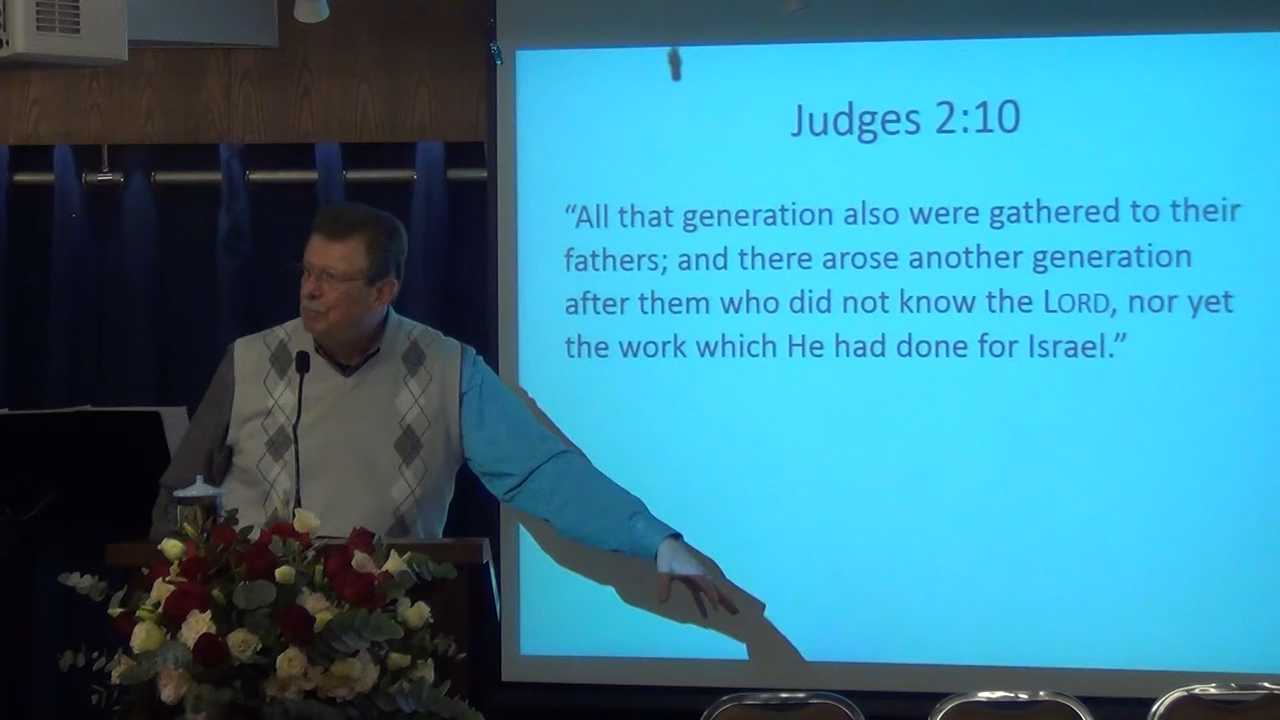 Judges 2:10
“All that generation also were gathered to their
fathers; and there arose another generation
after them who did not know the LORD, nor yet
the work which He had done for Israel.”